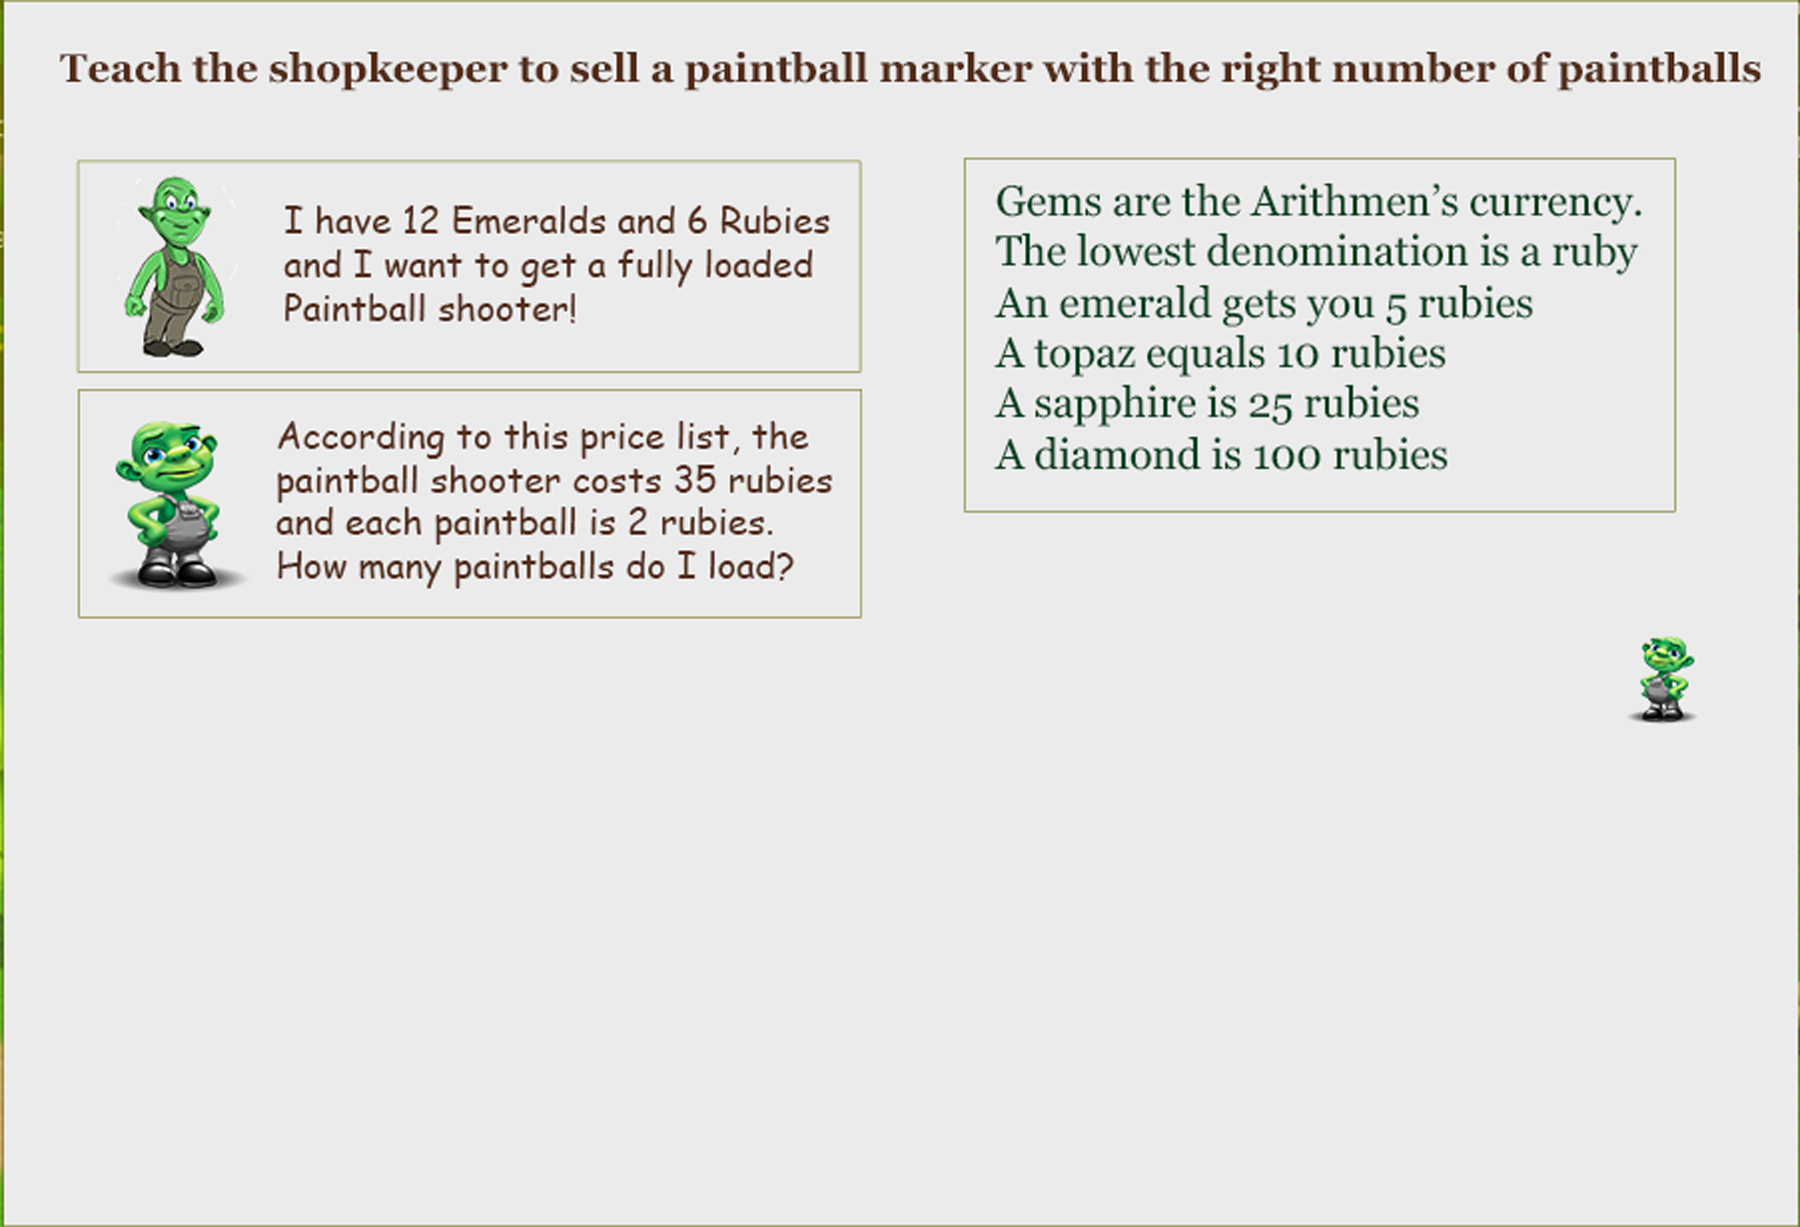 Teach the shopkeeper to sell a paintball marker with the right number of paintballs
I have 12 Emeralds and 6 Rubies
and I want to get a fully loaded
Paintball shooter!
According to this price list, the
paintball shooter costs 35 rubies
and each paintball is 2 rubies.
How many paintballs do I load?
Gems are the Arithmen’s currency.
The lowest denomination is a ruby
An emerald gets you 5 rubies
A topaz equals 10 rubies
A sapphire is 25 rubies
A diamond is 100 rubies